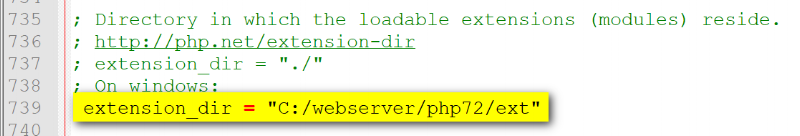 735 ; Directory in which the loadable extensions (modules) reside.
736 ; http://php.net/extension-dir
737 ; extension_dir = "./"
738 ; On windows:
739 extension_dir = "C:/webserver/php72/ext"
740